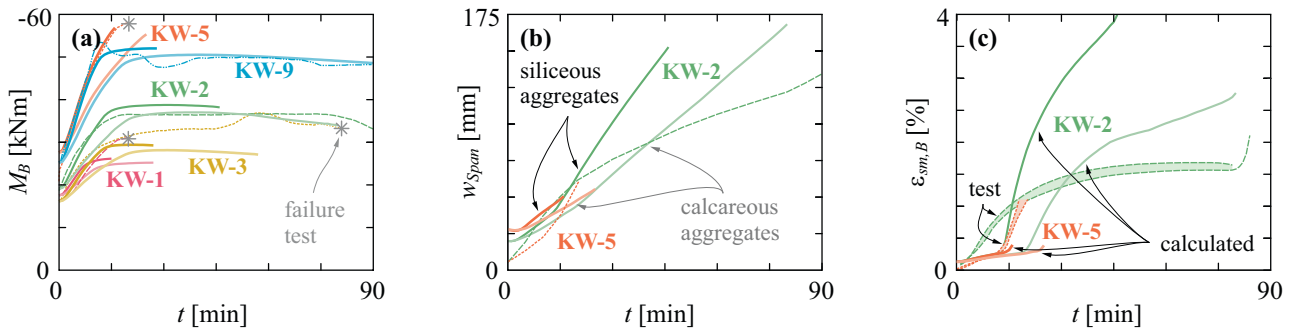 -60
(a)
KW-5
KW-9
KW-2
KW-1
KW-3
failure
test
M_B [kNm]
0
0
90
t [min]
175
(b)
siliceous
aggregates
KW-2
KW-5
calcareous
aggregates
w_Span [mm]
0
0
90
t [min]
4
(c)
KW-2
test
KW-5
calculated
ε_sm,B [%]
0
0
90
t [min]